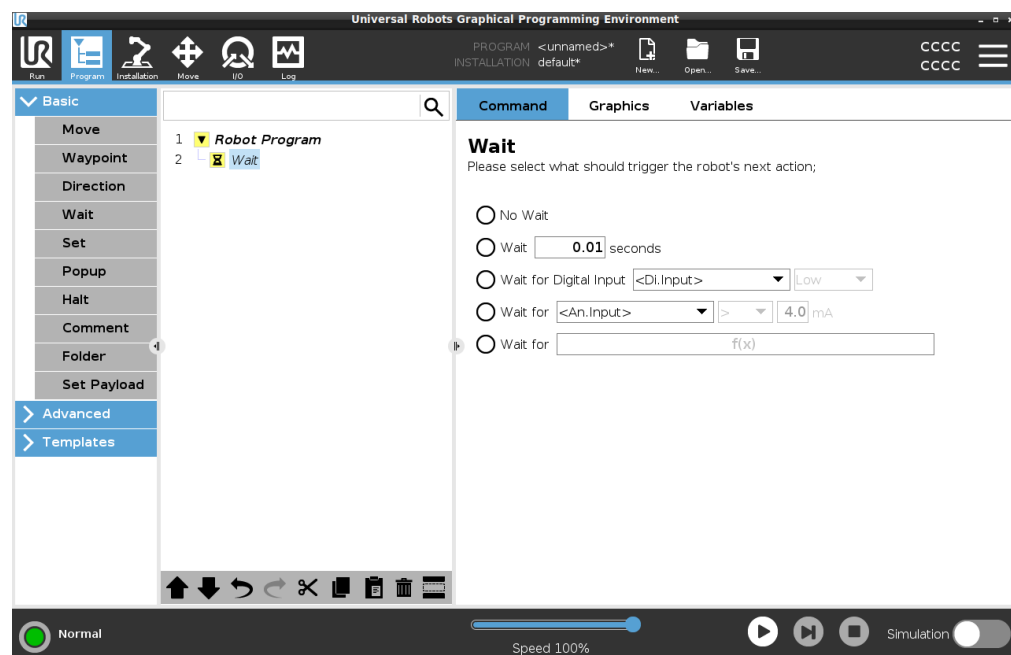 UR
Universal Robots Graphical Programming Environment
UR
Run
Program
Installation
Move
I/O
Log
PROGRAM <unnamed>*
INSTALLATION default*
New...
Open...
Save...
CCCC
CCCC
Basic
Move
Waypoint
Direction
Wait
Set
Popup
Halt
Comment
Folder
Set Payload
Advanced
Templates
1 Robot Program
2 Wait
Command Graphics Variables
Wait
Please select what should trigger the robot's next action;
No Wait
Wait 0.01 seconds
Wait for Digital Input <Di.Input> Low
Wait for <An.Input> > 4.0 mA
Wait for f(x)
Normal
Speed 100%
Simulation